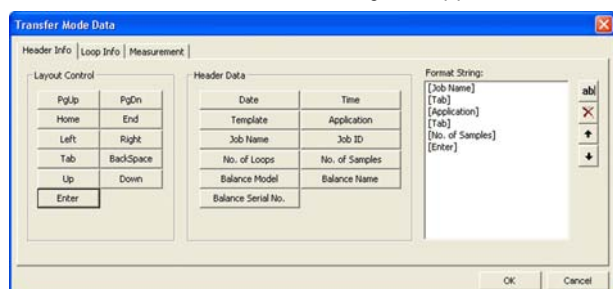 Transfer Mode Data
Header Info Loop Info Measurement
Layout Control
PgUp PgDn
Home End
Left Right
Tab BackSpace
Up Down
Enter
Header Data
Date Time
Template Application
Job Name Job ID
No. of Loops No. of Samples
Balance Model Balance Name
Balance Serial No.
Format String:
[Job Name]
[Tab]
[Application]
[Tab]
[No. of Samples]
[Enter]
ab
OK Cancel